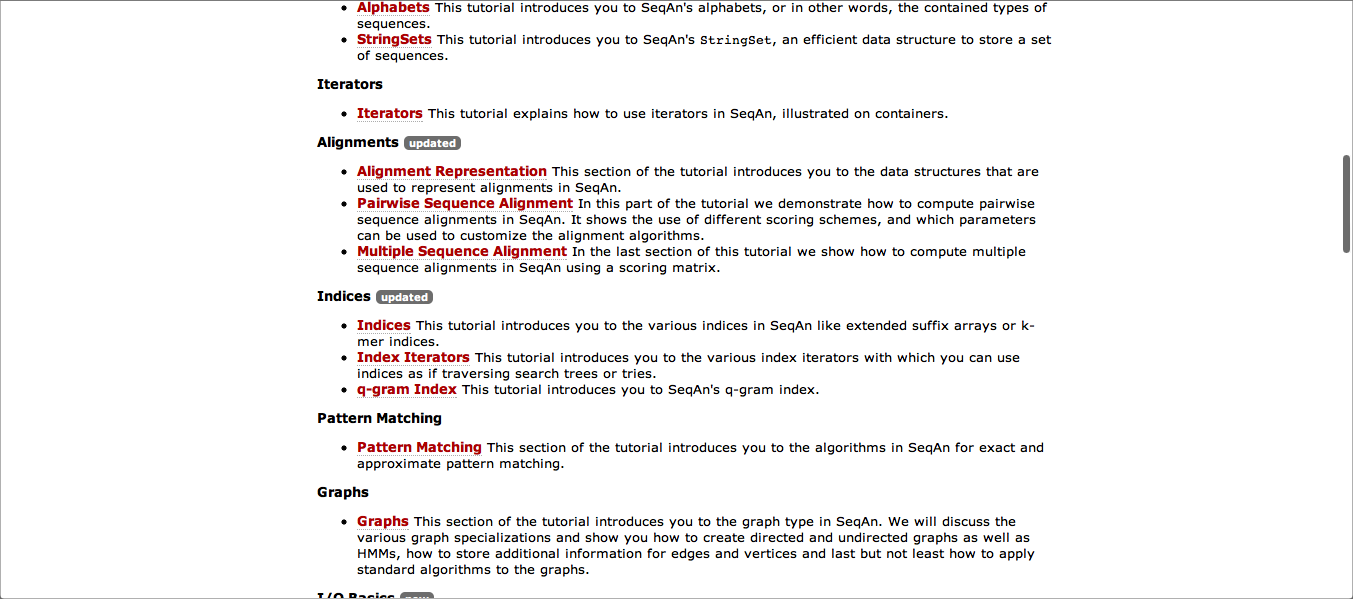 Alphabets This tutorial introduces you to SeqAn's alphabets, or in other words, the contained types of
sequences.
StringSets This tutorial introduces you to SeqAn's StringSet, an efficient data structure to store a set
of sequences.
Iterators
Iterators This tutorial explains how to use iterators in SeqAn, illustrated on containers.
Alignments updated
Alignment Representation This section of the tutorial introduces you to the data structures that are
used to represent alignments in SeqAn.
Pairwise Sequence Alignment In this part of the tutorial we demonstrate how to compute pairwise
sequence alignments in SeqAn. It shows the use of different scoring schemes, and which parameters
can be used to customize the alignment algorithms.
Multiple Sequence Alignment In the last section of this tutorial we show how to compute multiple
sequence alignments in SeqAn using a scoring matrix.
Indices updated
Indices This tutorial introduces you to the various indices in SeqAn like extended suffix arrays or k-
mer indices.
Index Iterators This tutorial introduces you to the various index iterators with which you can use
indices as if traversing search trees or tries.
q-gram Index This tutorial introduces you to SeqAn's q-gram index.
Pattern Matching
Pattern Matching This section of the tutorial introduces you to the algorithms in SeqAn for exact and
approximate pattern matching.
Graphs
Graphs This section of the tutorial introduces you to the graph type in SeqAn. We will discuss the
various graph specializations and show you how to create directed and undirected graphs as well as
HMMs, how to store additional information for edges and vertices and last but not least how to apply
standard algorithms to the graphs.
I/O Basics